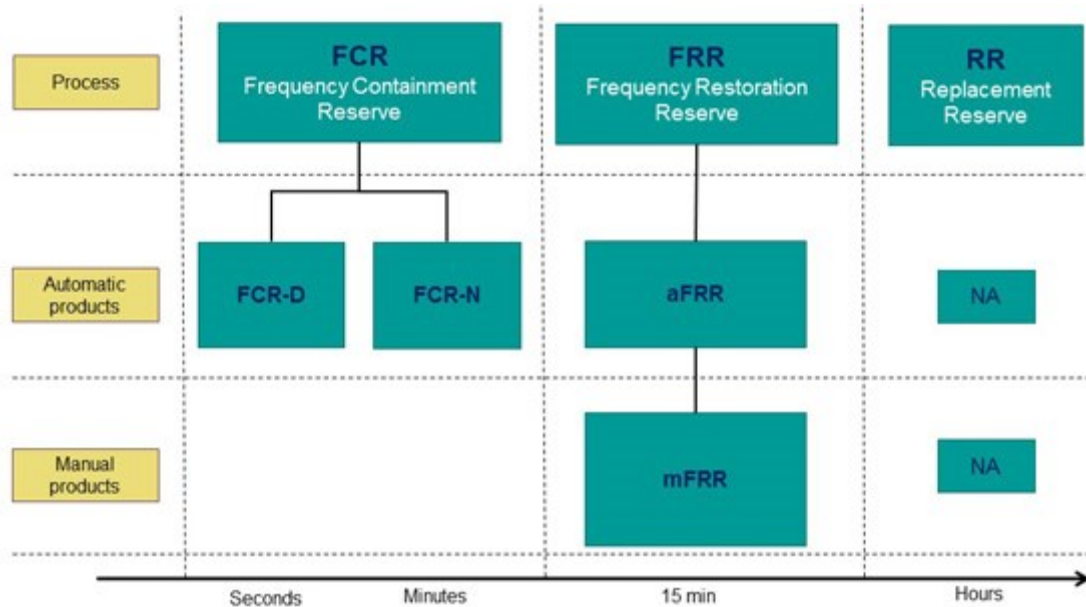 Process
FCR
Frequency Containment
Reserve
FRR
Frequency Restoration
Reserve
RR
Replacement
Reserve
Automatic
products
FCR-D
FCR-N
aFRR
NA
Manual
products
mFRR
NA
Seconds
Minutes
15 min
Hours